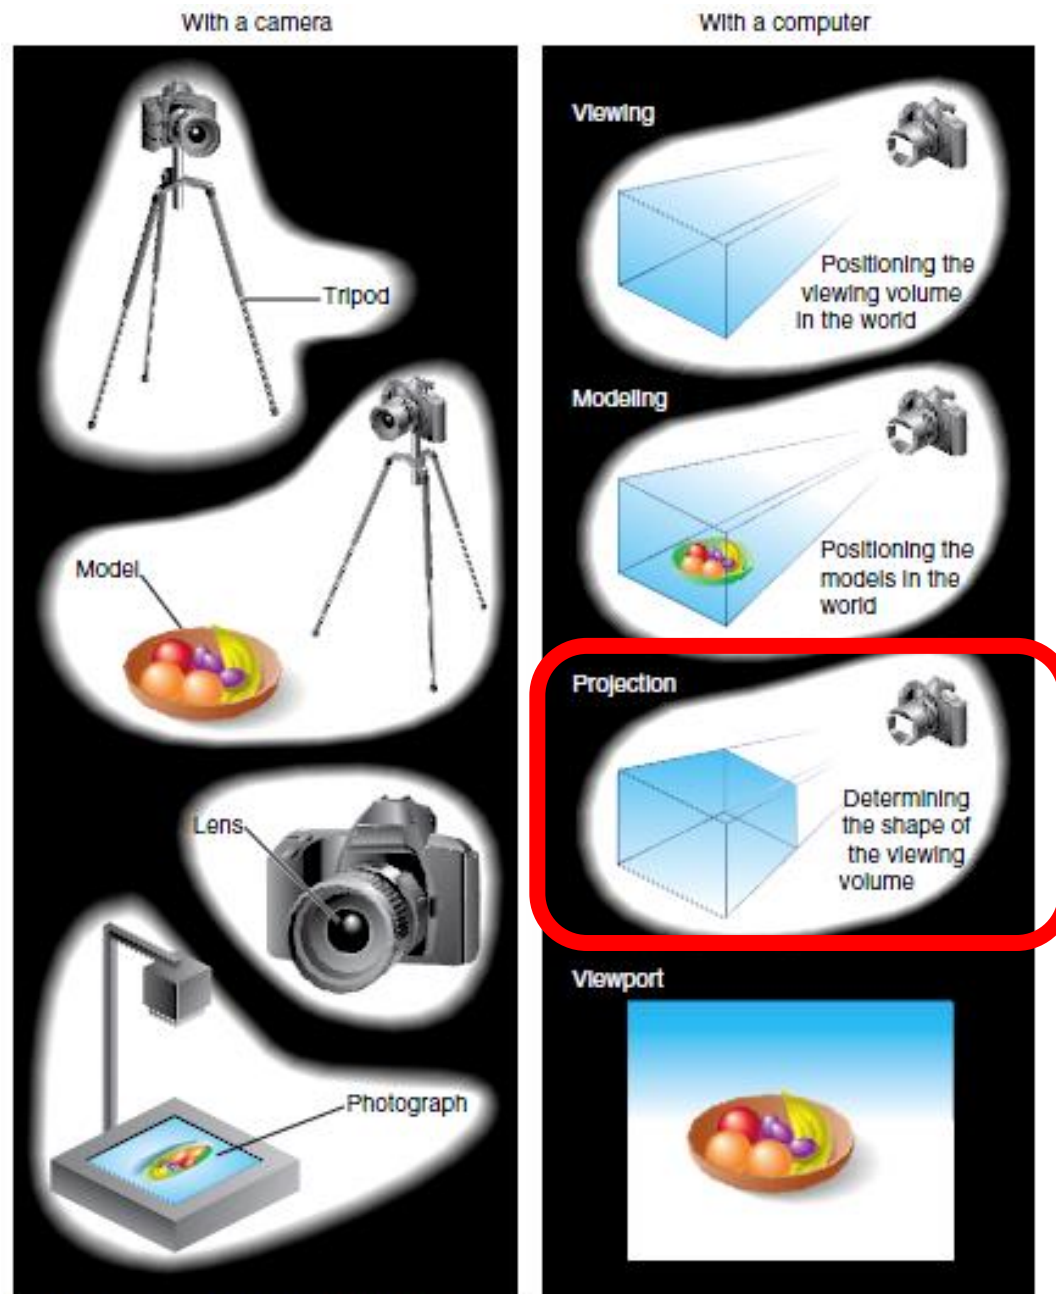 With a camera
With a computer
Tripod
Model
Lens
Photograph
Viewing
Positioning the
viewing volume
in the world
Modeling
Positioning the
models in the
world
Projection
Determining
the shape of
the viewing
volume
Viewport